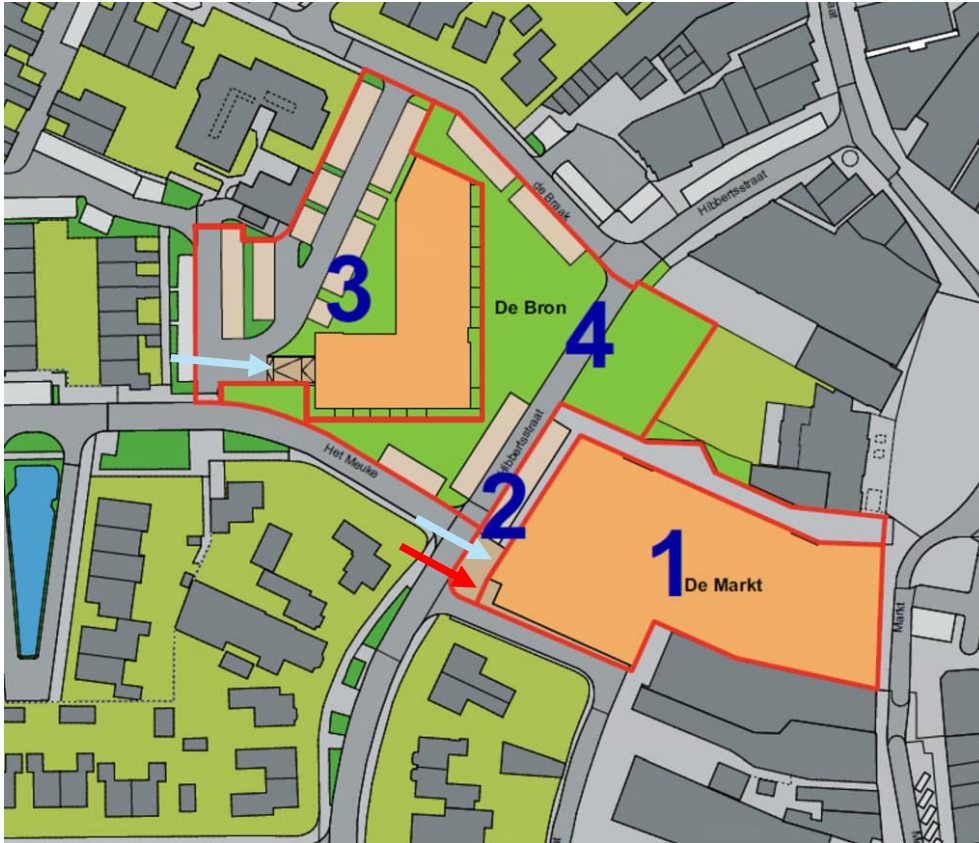 de Braak
Hibbertsstraat
3
De Bron
4
Hibbertsstraat
Het Meuke
2
1
De Markt
Markt